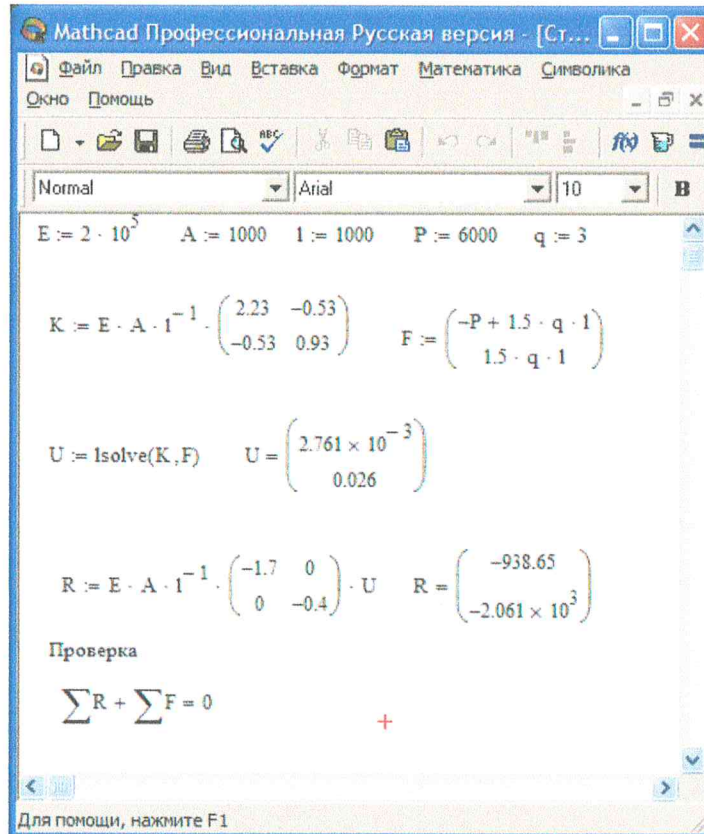 Mathcad Профессиональная Русская версия - [Ст...
Файл Правка Вид Вставка Формат Математика Символика
Окно Помощь
ABC f(x)
Normal Arial 10 B
E := 2 · 10^5 A := 1000 l := 1000 P := 6000 q := 3
K := E · A · l^-1 · (2.23 -0.53
-0.53 0.93) F := (-P + 1.5 · q · l
1.5 · q · l)
U := lsolve(K,F) U = (2.761 × 10^-3
0.026)
R := E · A · l^-1 · (-1.7 0
0 -0.4) · U R = (-938.65
-2.061 × 10^3)
Проверка
∑R + ∑F = 0
Для помощи, нажмите F1